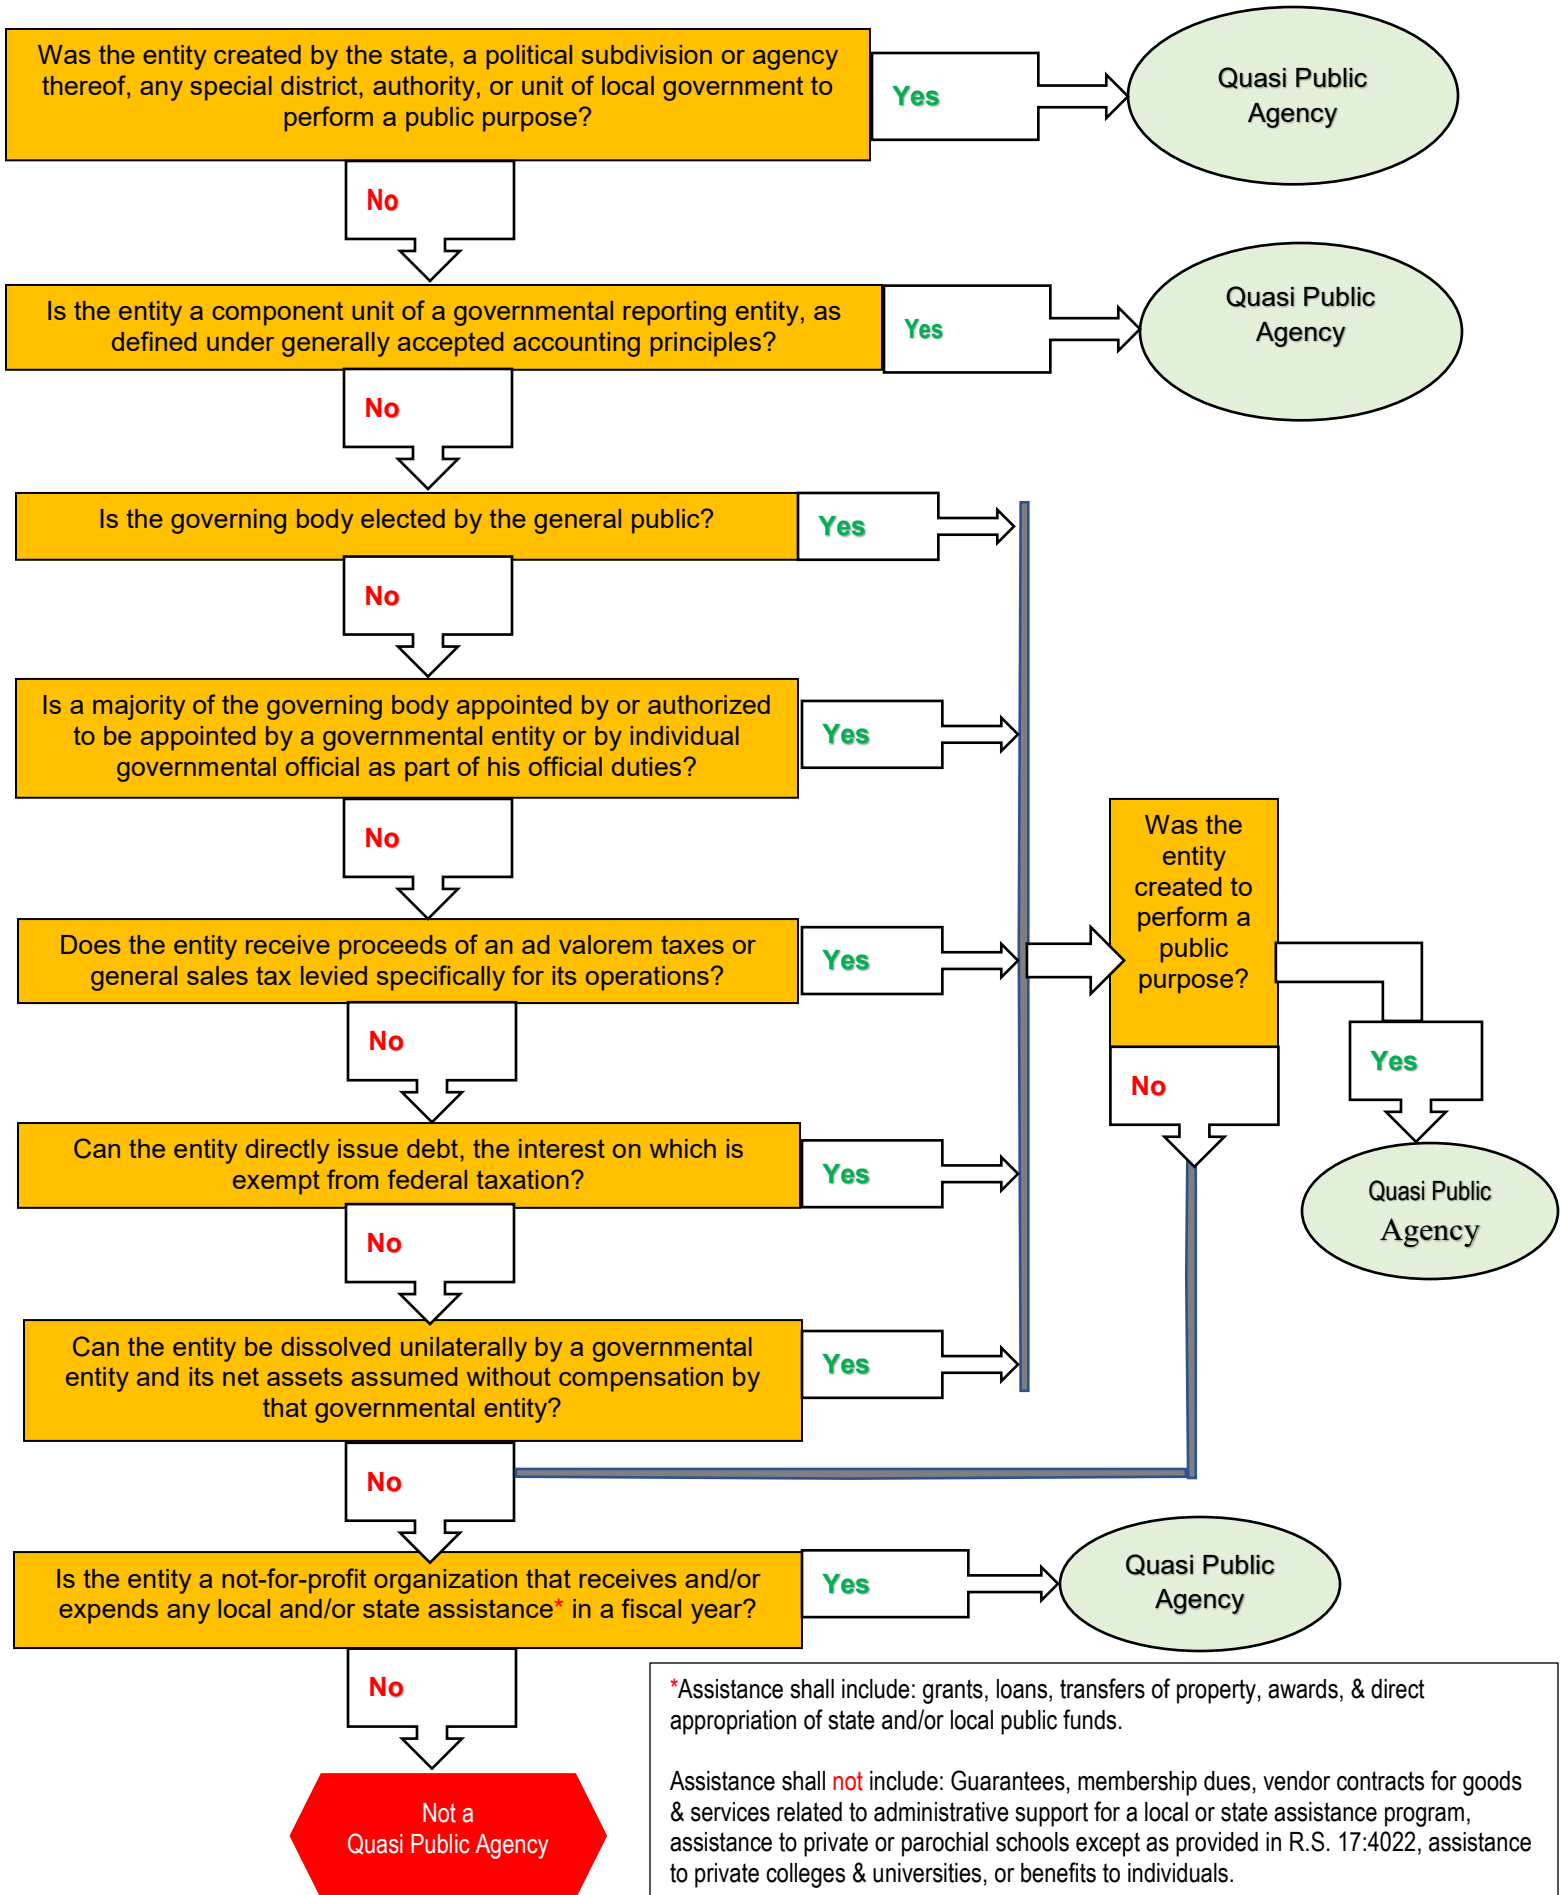 Was the entity created by the state, a political subdivision or agency
thereof, any special district, authority, or unit of local government to
perform a public purpose?
Yes
Quasi Public
Agency
No
Is the entity a component unit of a governmental reporting entity, as
defined under generally accepted accounting principles?
Yes
Quasi Public
Agency
No
Is the governing body elected by the general public?
Yes
No
Is a majority of the governing body appointed by or authorized
to be appointed by a governmental entity or by individual
governmental official as part of his official duties?
Yes
No
Does the entity receive proceeds of an ad valorem taxes or
general sales tax levied specifically for its operations?
Yes
No
Can the entity directly issue debt, the interest on which is
exempt from federal taxation?
Yes
No
Can the entity be dissolved unilaterally by a governmental
entity and its net assets assumed without compensation by
that governmental entity?
Yes
Was the
entity
created to
perform a
public
purpose?
No
Yes
Quasi Public
Agency
No
Is the entity a not-for-profit organization that receives and/or
expends any local and/or state assistance* in a fiscal year?
Yes
Quasi Public
Agency
No
Not a
Quasi Public Agency
*Assistance shall include: grants, loans, transfers of property, awards, & direct
appropriation of state and/or local public funds.
Assistance shall not include: Guarantees, membership dues, vendor contracts for goods
& services related to administrative support for a local or state assistance program,
assistance to private or parochial schools except as provided in R.S. 17:4022, assistance
to private colleges & universities, or benefits to individuals.